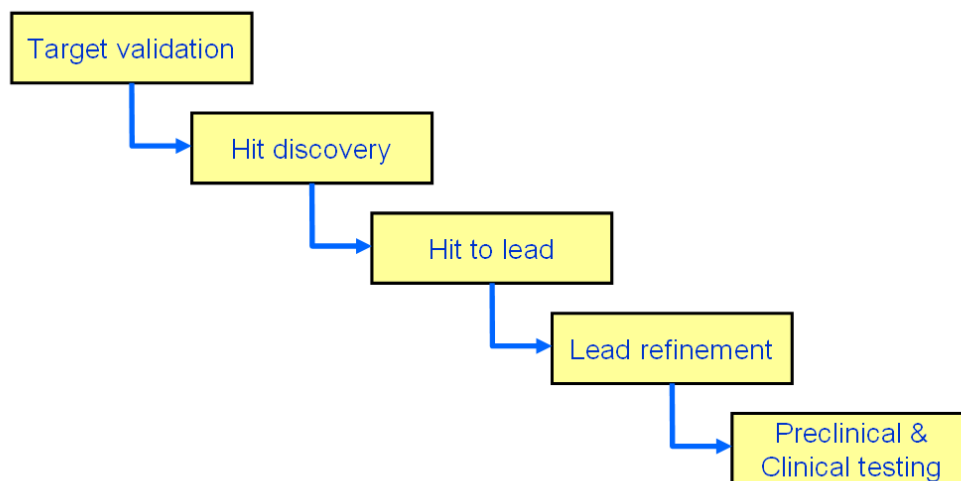 Target validation
Hit discovery
Hit to lead
Lead refinement
Preclinical &
Clinical testing